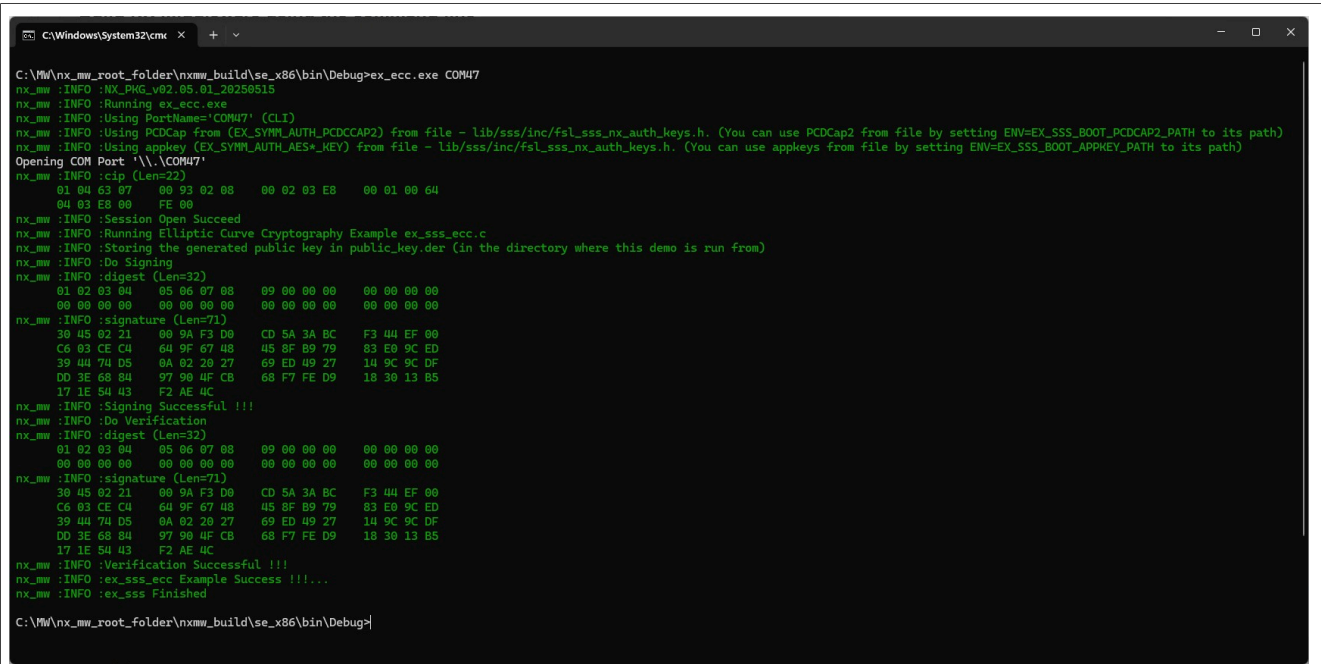 C:\Windows\System32\cmc
C:\MW\nx_mw_root_folder\nxmw_build\se_x86\bin\Debug>ex_ecc.exe COM47
nx_mw :INFO :NX_PKG_v02.05.01_20250515
nx_mw :INFO :Running ex_ecc.exe
nx_mw :INFO :Using PortName='COM47' (CLI)
nx_mw :INFO :Using PCDCap from (EX_SYMM_AUTH_PCDCCAP2) from file - lib/sss/inc/fsl_sss_nx_auth_keys.h. (You can use PCDCap2 from file by setting ENV=EX_SSS_BOOT_PCDCAP2_PATH to its path)
nx_mw :INFO :Using appkey (EX_SYMM_AUTH_AES*_KEY) from file - lib/sss/inc/fsl_sss_nx_auth_keys.h. (You can use appkeys from file by setting ENV=EX_SSS_BOOT_APPKEY_PATH to its path)
Opening COM Port '\\.\COM47'
nx_mw :INFO :cip (Len=22)
01 04 63 07 00 93 02 08 00 02 03 E8 00 01 00 64
04 03 E8 00 FE 00
nx_mw :INFO :Session Open Succeed
nx_mw :INFO :Running Elliptic Curve Cryptography Example ex_sss_ecc.c
nx_mw :INFO :Storing the generated public key in public_key.der (in the directory where this demo is run from)
nx_mw :INFO :Do Signing
nx_mw :INFO :digest (Len=32)
01 02 03 04 05 06 07 08 09 00 00 00 00 00 00 00
00 00 00 00 00 00 00 00 00 00 00 00 00 00 00 00
nx_mw :INFO :signature (Len=71)
30 45 02 21 00 9A F3 D0 CD 5A 3A BC F3 44 EF 00
C6 03 CE C4 64 9F 67 48 45 8F B9 79 83 E0 9C ED
39 44 74 D5 0A 02 20 27 69 ED 49 27 14 9C 9C DF
DD 3E 68 84 97 90 4F CB 68 F7 FE D9 18 30 13 B5
17 1E 54 43 F2 AE 4C
nx_mw :INFO :Signing Successful !!!
nx_mw :INFO :Do Verification
nx_mw :INFO :digest (Len=32)
01 02 03 04 05 06 07 08 09 00 00 00 00 00 00 00
00 00 00 00 00 00 00 00 00 00 00 00 00 00 00 00
nx_mw :INFO :signature (Len=71)
30 45 02 21 00 9A F3 D0 CD 5A 3A BC F3 44 EF 00
C6 03 CE C4 64 9F 67 48 45 8F B9 79 83 E0 9C ED
39 44 74 D5 0A 02 20 27 69 ED 49 27 14 9C 9C DF
DD 3E 68 84 97 90 4F CB 68 F7 FE D9 18 30 13 B5
17 1E 54 43 F2 AE 4C
nx_mw :INFO :Verification Successful !!!
nx_mw :INFO :ex_sss_ecc Example Success !!!...
nx_mw :INFO :ex_sss Finished
C:\MW\nx_mw_root_folder\nxmw_build\se_x86\bin\Debug>